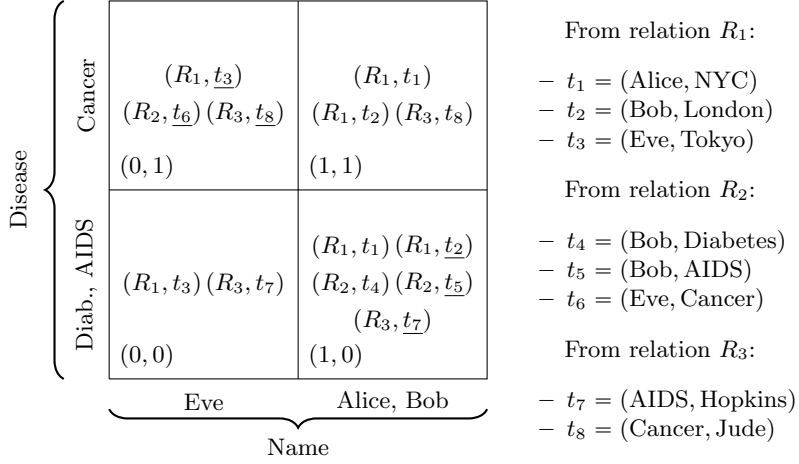 Disease
Cancer
Diab., AIDS
(R₁, t₃)
(R₂, t₆) (R₃, t₈)
(0, 1)
(R₁, t₁)
(R₁, t₂) (R₃, t₈)
(1, 1)
(R₁, t₃) (R₃, t₇)
(0, 0)
(R₁, t₁) (R₁, t₂)
(R₂, t₄) (R₂, t₅)
(R₃, t₇)
(1, 0)
Eve
Alice, Bob
Name
From relation R₁:
– t₁ = (Alice, NYC)
– t₂ = (Bob, London)
– t₃ = (Eve, Tokyo)
From relation R₂:
– t₄ = (Bob, Diabetes)
– t₅ = (Bob, AIDS)
– t₆ = (Eve, Cancer)
From relation R₃:
– t₇ = (AIDS, Hopkins)
– t₈ = (Cancer, Jude)